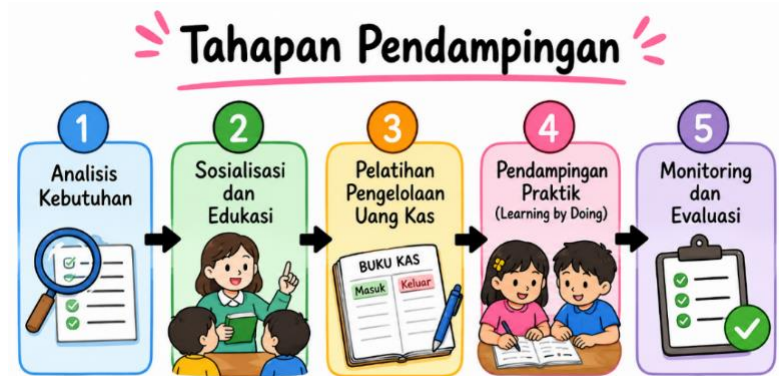 Tahapan Pendampingan
1
Analisis
Kebutuhan
2
Sosialisasi
dan
Edukasi
3
Pelatihan
Pengelolaan
Uang Kas
BUKU KAS
Masuk
Keluar
4
Pendampingan
Praktik
(Learning by Doing)
5
Monitoring
dan
Evaluasi